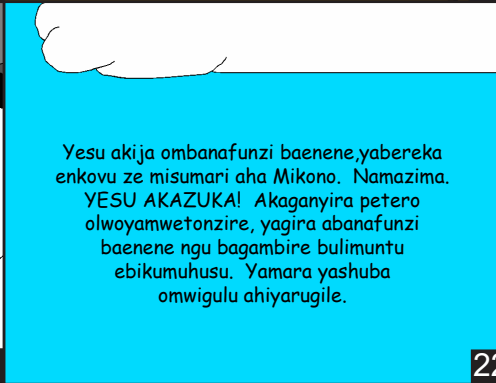 Yesu akija ombanafunzi baenene,yabereka
enkovu ze misumari aha Mikono. Namazima.
YESU AKAZUKA! Akaganyira petero
olwoyamwetonzire, yagira abanafunzi
baenene ngu bagambire bulimuntu
ebikumuhusu. Yamara yashuba
omwigulu ahiyarugile.